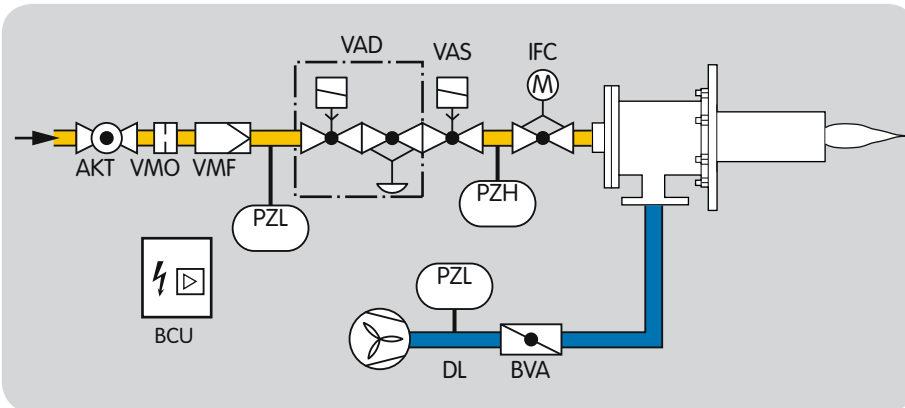 VAD
VAS
IFC
M
AKT
VMO
VMF
PZL
PZH
BCU
PZL
DL
BVA